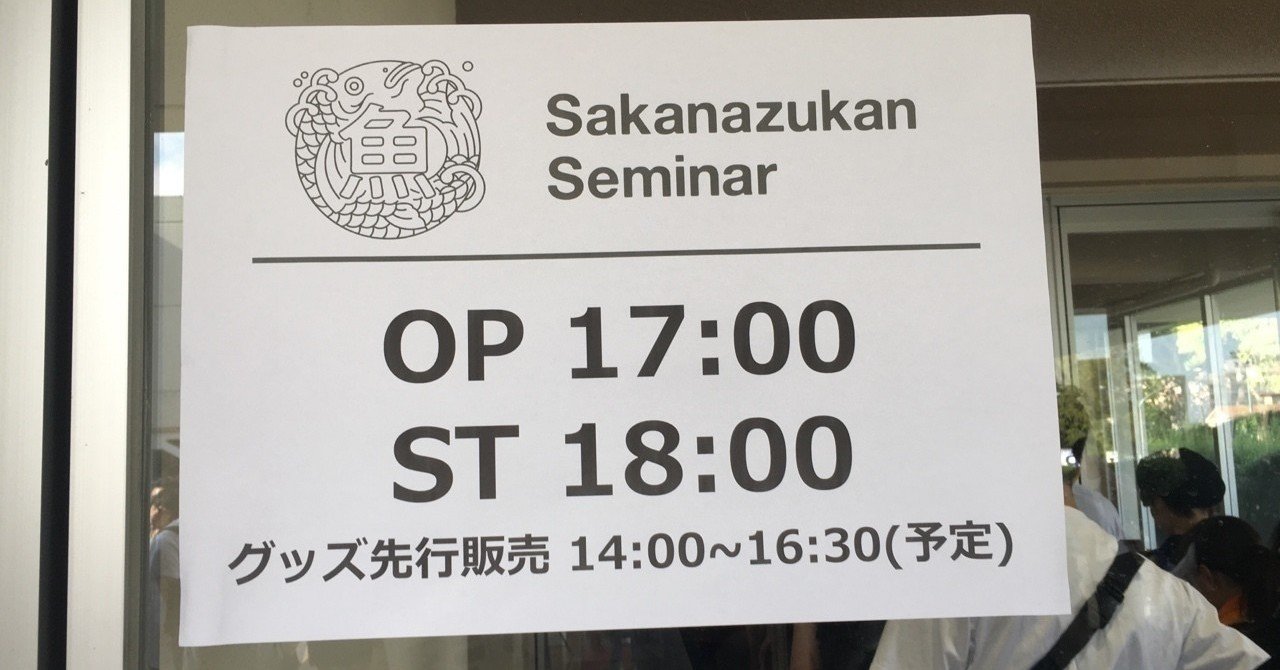 魚
Sakanazukan
Seminar
OP 17:00
ST 18:00
グッズ先行販売 14:00~16:30(予定)